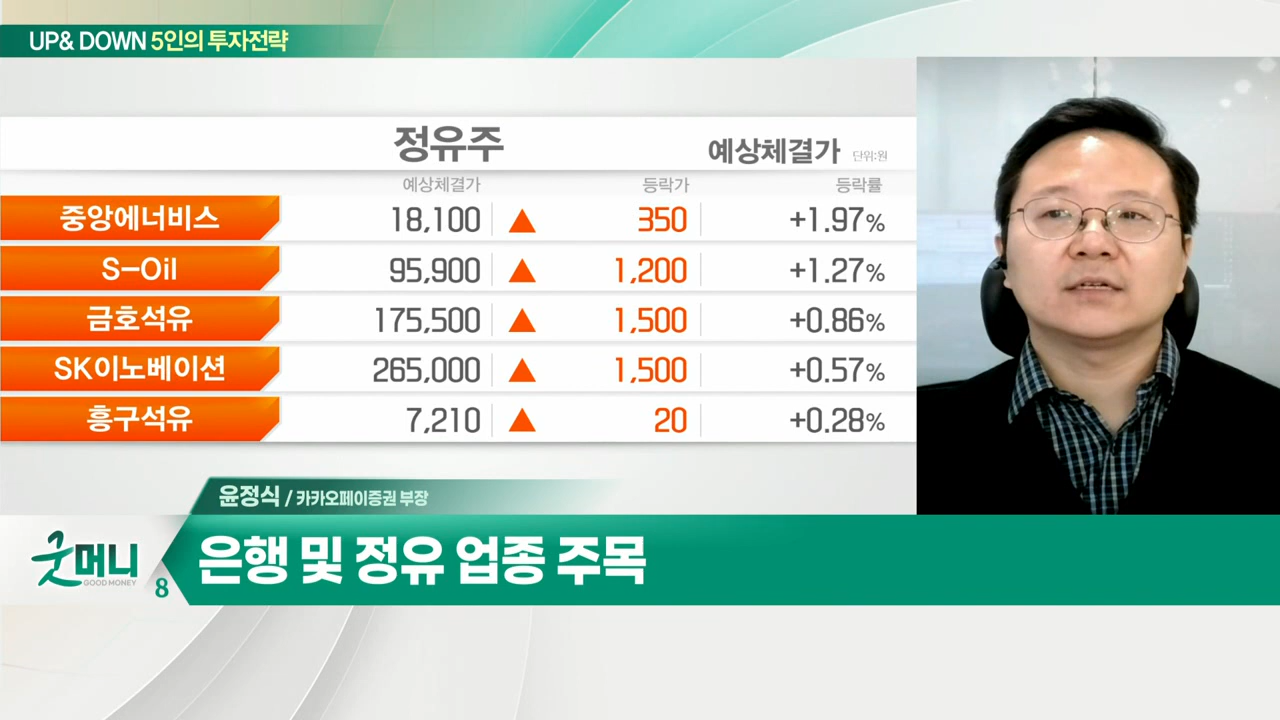 UP& DOWN 5인의 투자전략
정유주 예상체결가 단위:원
예상체결가 등락가 등락률
중앙에너비스 18,100 ▲ 350 +1.97%
S-Oil 95,900 ▲ 1,200 +1.27%
금호석유 175,500 ▲ 1,500 +0.86%
SK이노베이션 265,000 ▲ 1,500 +0.57%
흥구석유 7,210 ▲ 20 +0.28%
윤정식 / 카카오페이증권 부장
굿머니
GOOD MONEY
8
은행 및 정유 업종 주목